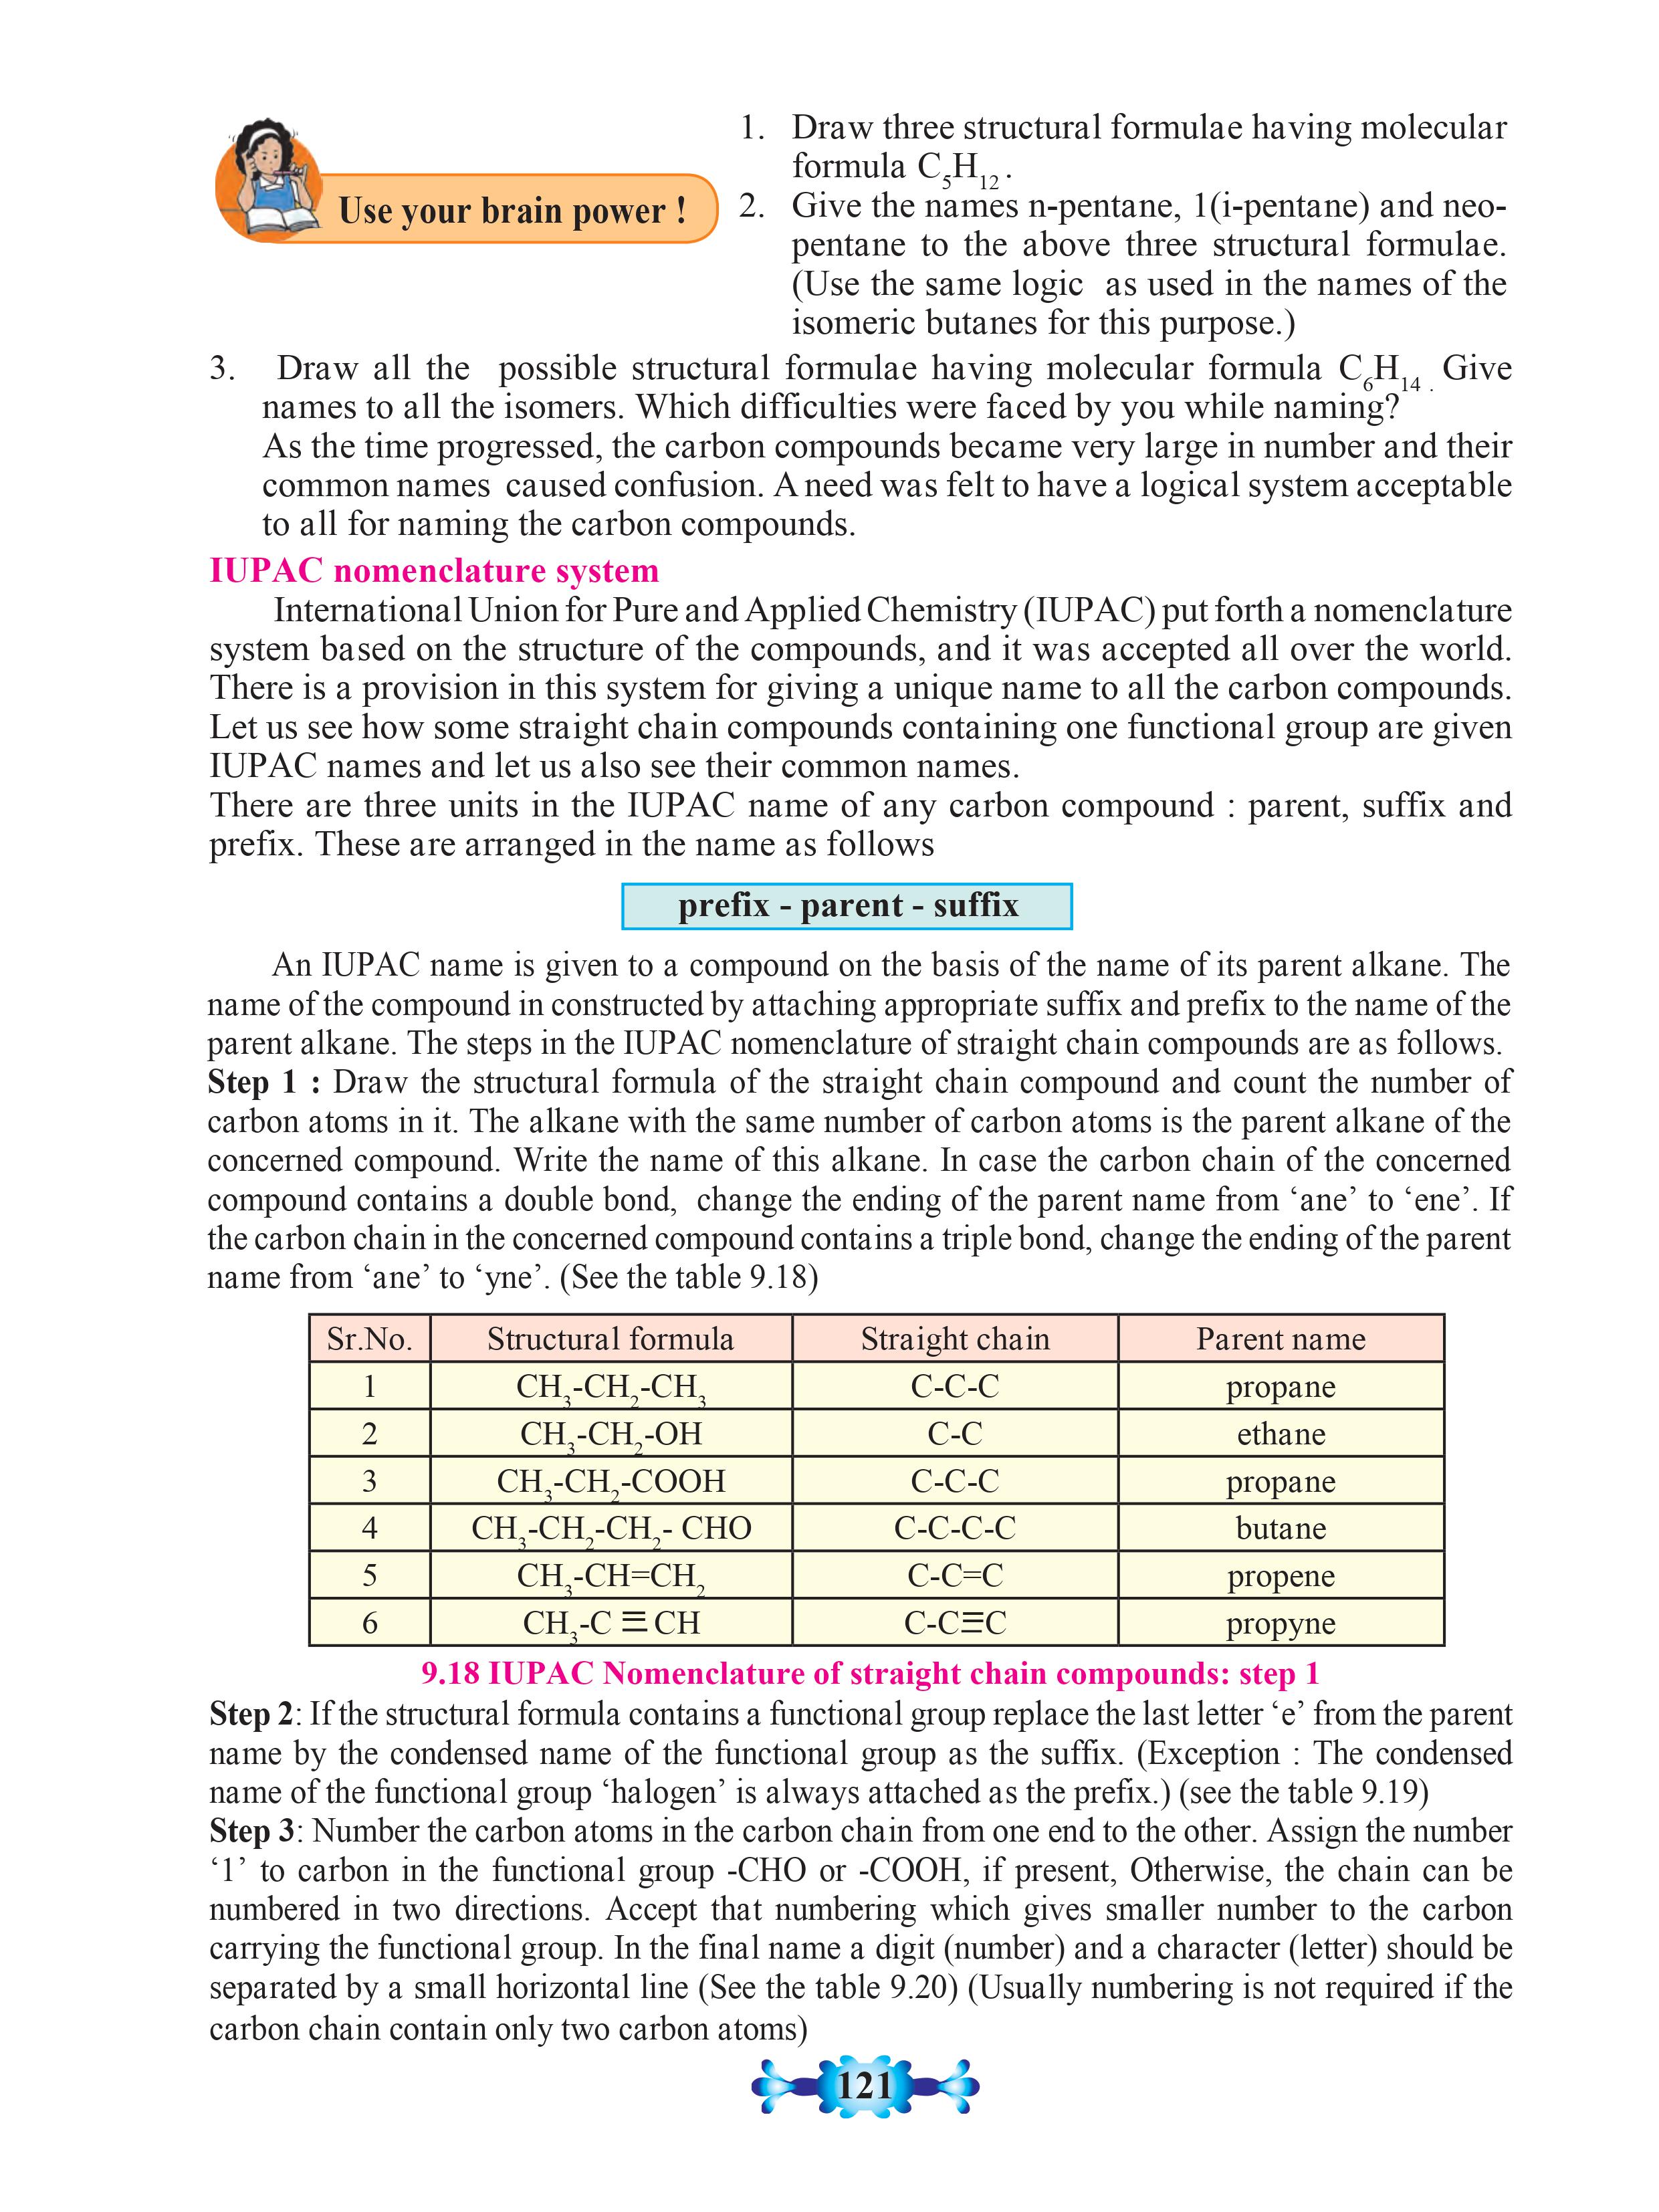 Use your brain power !
1. Draw three structural formulae having molecular
formula C₅H₁₂ .
2. Give the names n-pentane, 1(i-pentane) and neo-
pentane to the above three structural formulae.
(Use the same logic as used in the names of the
isomeric butanes for this purpose.)
3. Draw all the possible structural formulae having molecular formula C₆H₁₄ . Give
names to all the isomers. Which difficulties were faced by you while naming?
As the time progressed, the carbon compounds became very large in number and their
common names caused confusion. A need was felt to have a logical system acceptable
to all for naming the carbon compounds.
IUPAC nomenclature system
International Union for Pure and Applied Chemistry (IUPAC) put forth a nomenclature
system based on the structure of the compounds, and it was accepted all over the world.
There is a provision in this system for giving a unique name to all the carbon compounds.
Let us see how some straight chain compounds containing one functional group are given
IUPAC names and let us also see their common names.
There are three units in the IUPAC name of any carbon compound : parent, suffix and
prefix. These are arranged in the name as follows
prefix - parent - suffix
An IUPAC name is given to a compound on the basis of the name of its parent alkane. The
name of the compound in constructed by attaching appropriate suffix and prefix to the name of the
parent alkane. The steps in the IUPAC nomenclature of straight chain compounds are as follows.
Step 1 : Draw the structural formula of the straight chain compound and count the number of
carbon atoms in it. The alkane with the same number of carbon atoms is the parent alkane of the
concerned compound. Write the name of this alkane. In case the carbon chain of the concerned
compound contains a double bond, change the ending of the parent name from ‘ane’ to ‘ene’. If
the carbon chain in the concerned compound contains a triple bond, change the ending of the parent
name from ‘ane’ to ‘yne’. (See the table 9.18)
Sr.No. Structural formula Straight chain Parent name
1 CH₃-CH₂-CH₃ C-C-C propane
2 CH₃-CH₂-OH C-C ethane
3 CH₃-CH₂-COOH C-C-C propane
4 CH₃-CH₂-CH₂- CHO C-C-C-C butane
5 CH₃-CH=CH₂ C-C=C propene
6 CH₃-C ≡ CH C-C≡C propyne
9.18 IUPAC Nomenclature of straight chain compounds: step 1
Step 2: If the structural formula contains a functional group replace the last letter ‘e’ from the parent
name by the condensed name of the functional group as the suffix. (Exception : The condensed
name of the functional group ‘halogen’ is always attached as the prefix.) (see the table 9.19)
Step 3: Number the carbon atoms in the carbon chain from one end to the other. Assign the number
‘1’ to carbon in the functional group -CHO or -COOH, if present, Otherwise, the chain can be
numbered in two directions. Accept that numbering which gives smaller number to the carbon
carrying the functional group. In the final name a digit (number) and a character (letter) should be
separated by a small horizontal line (See the table 9.20) (Usually numbering is not required if the
carbon chain contain only two carbon atoms)
121